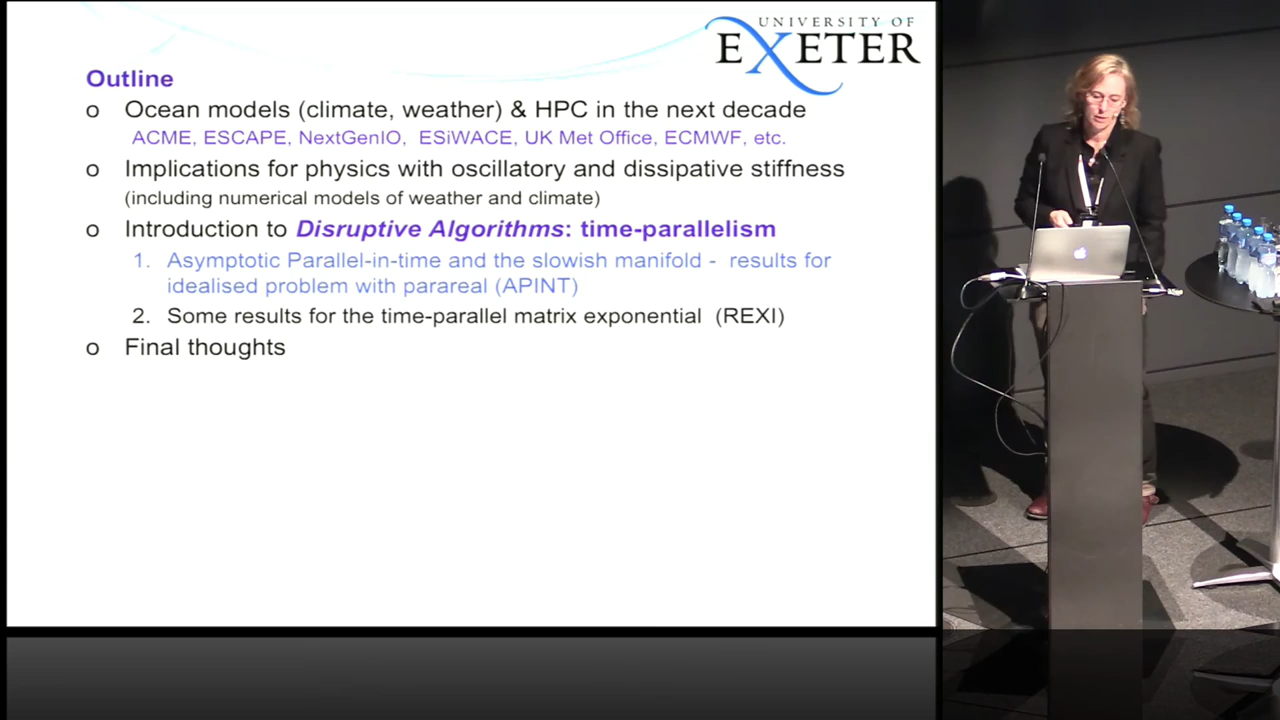 UNIVERSITY OF
EXETER
Outline
o Ocean models (climate, weather) & HPC in the next decade
ACME, ESCAPE, NextGenIO, ESiWACE, UK Met Office, ECMWF, etc.
o Implications for physics with oscillatory and dissipative stiffness
(including numerical models of weather and climate)
o Introduction to Disruptive Algorithms: time-parallelism
1. Asymptotic Parallel-in-time and the slowish manifold - results for
idealised problem with parareal (APINT)
2. Some results for the time-parallel matrix exponential (REXI)
o Final thoughts